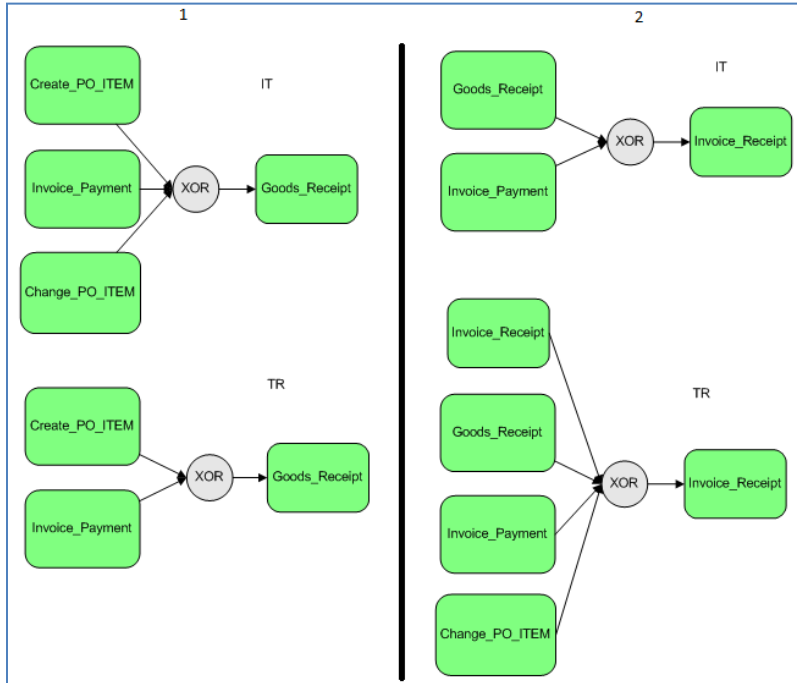 1
Create_PO_ITEM
IT
Invoice_Payment
XOR
Goods_Receipt
Change_PO_ITEM
TR
Create_PO_ITEM
XOR
Goods_Receipt
Invoice_Payment
2
IT
Goods_Receipt
XOR
Invoice_Receipt
Invoice_Payment
Invoice_Receipt
TR
Goods_Receipt
XOR
Invoice_Receipt
Invoice_Payment
Change_PO_ITEM